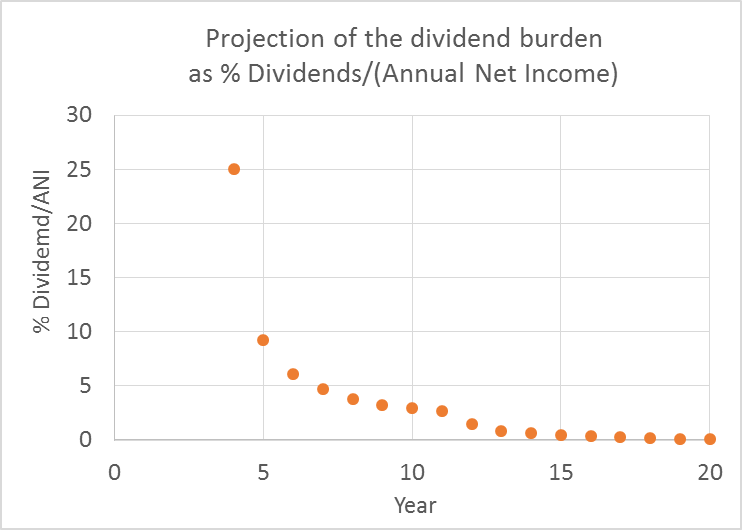 Projection of the dividend burden
as % Dividends/(Annual Net Income)
30
25
20
15
10
5
0
% Dividemd/ANI
0 5 10 15 20
Year